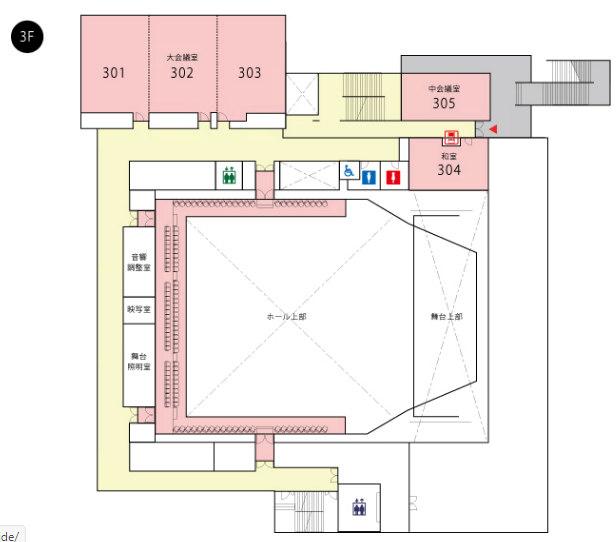 3F
大会議室
301
302
303
中会議室
305
和室
304
音響
調整室
映写室
ホール上部
舞台上部
舞台
照明室
de/